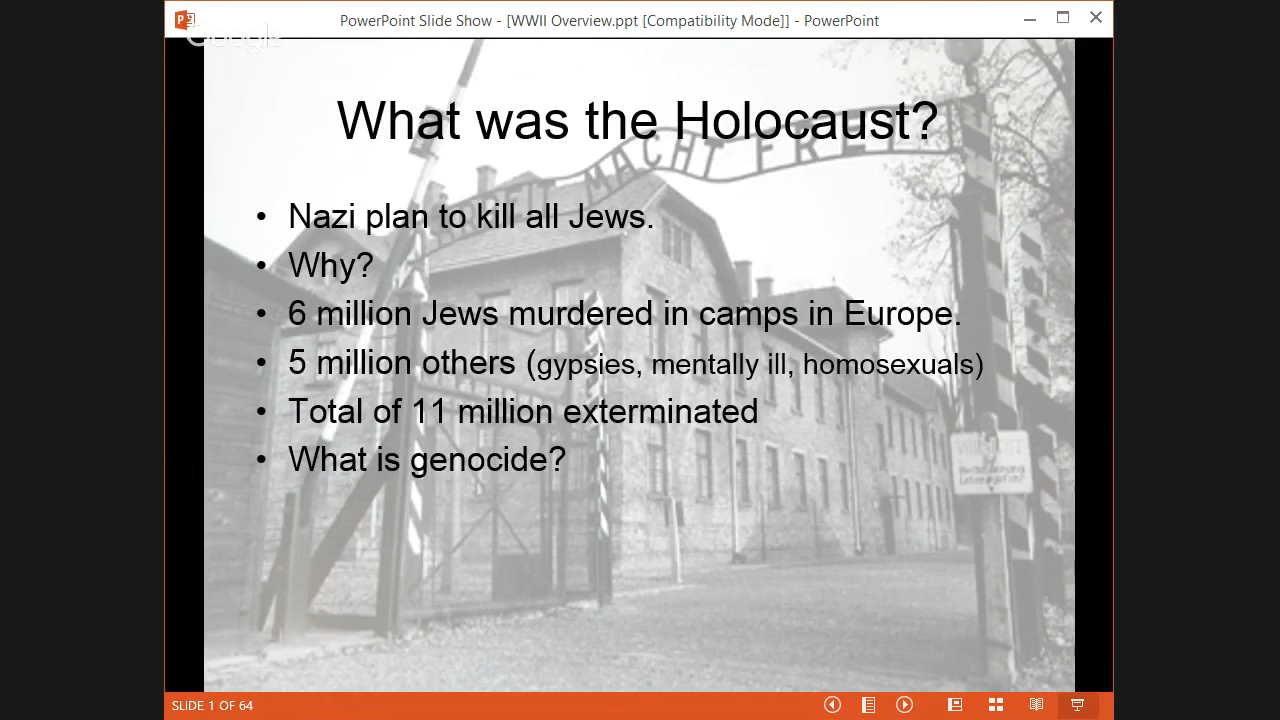 PowerPoint Slide Show - [WWII Overview.ppt [Compatibility Mode]] - PowerPoint
Google
What was the Holocaust?
ARBEIT MACHT FREI
• Nazi plan to kill all Jews.
• Why?
• 6 million Jews murdered in camps in Europe.
• 5 million others (gypsies, mentally ill, homosexuals)
• Total of 11 million exterminated
• What is genocide?
SLIDE 1 OF 64